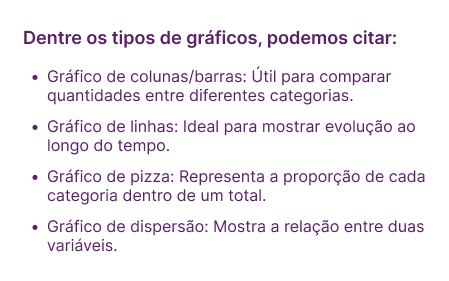 Dentre os tipos de gráficos, podemos citar:
• Gráfico de colunas/barras: Útil para comparar
quantidades entre diferentes categorias.
• Gráfico de linhas: Ideal para mostrar evolução ao
longo do tempo.
• Gráfico de pizza: Representa a proporção de cada
categoria dentro de um total.
• Gráfico de dispersão: Mostra a relação entre duas
variáveis.